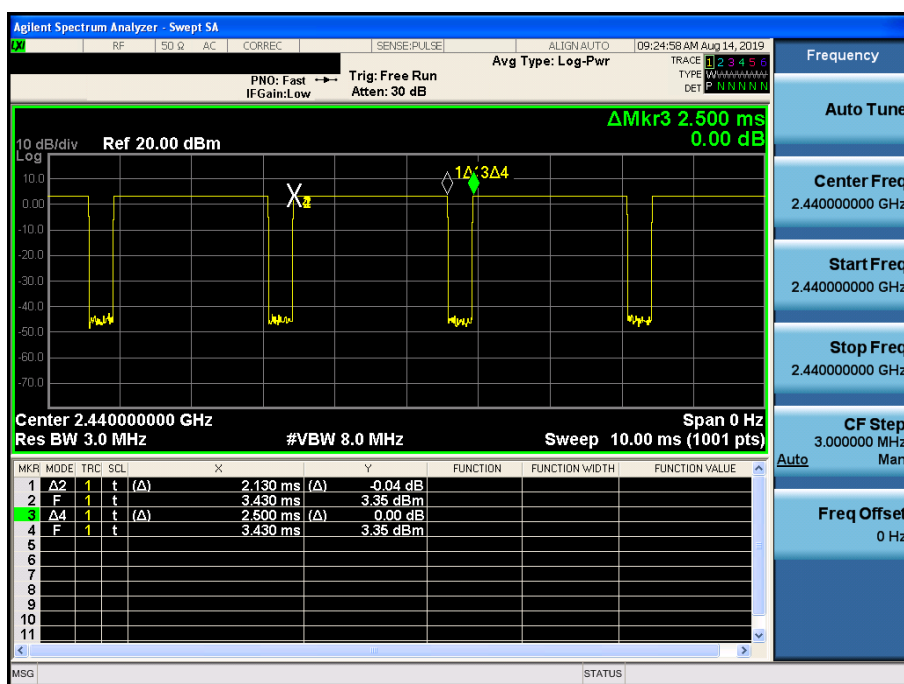 Agilent Spectrum Analyzer - Swept SA
LXI RF 50 Ω AC CORREC SENSE:PULSE ALIGN AUTO 09:24:58 AM Aug 14, 2019
PNO: Fast Trig: Free Run Avg Type: Log-Pwr TRACE 1 2 3 4 5 6
IFGain:Low Atten: 30 dB TYPE
DET P N N N N N
ΔMkr3 2.500 ms
0.00 dB
10 dB/div Ref 20.00 dBm
Log
10.0
0.00
-10.0
-20.0
-30.0
-40.0
-50.0
-60.0
-70.0
3Δ4
Center 2.440000000 GHz Span 0 Hz
Res BW 3.0 MHz #VBW 8.0 MHz Sweep 10.00 ms (1001 pts)
MKR MODE TRC SCL X Y FUNCTION FUNCTION WIDTH FUNCTION VALUE
1 Δ2 1 t (Δ) 2.130 ms (Δ) -0.04 dB
2 F 1 t 3.430 ms 3.35 dBm
3 Δ4 1 t (Δ) 2.500 ms (Δ) 0.00 dB
4 F 1 t 3.430 ms 3.35 dBm
5
6
7
8
9
10
11
MSG STATUS
Frequency
Auto Tune
Center Freq
2.440000000 GHz
Start Freq
2.440000000 GHz
Stop Freq
2.440000000 GHz
CF Step
3.000000 MHz
Auto Man
Freq Offset
0 Hz